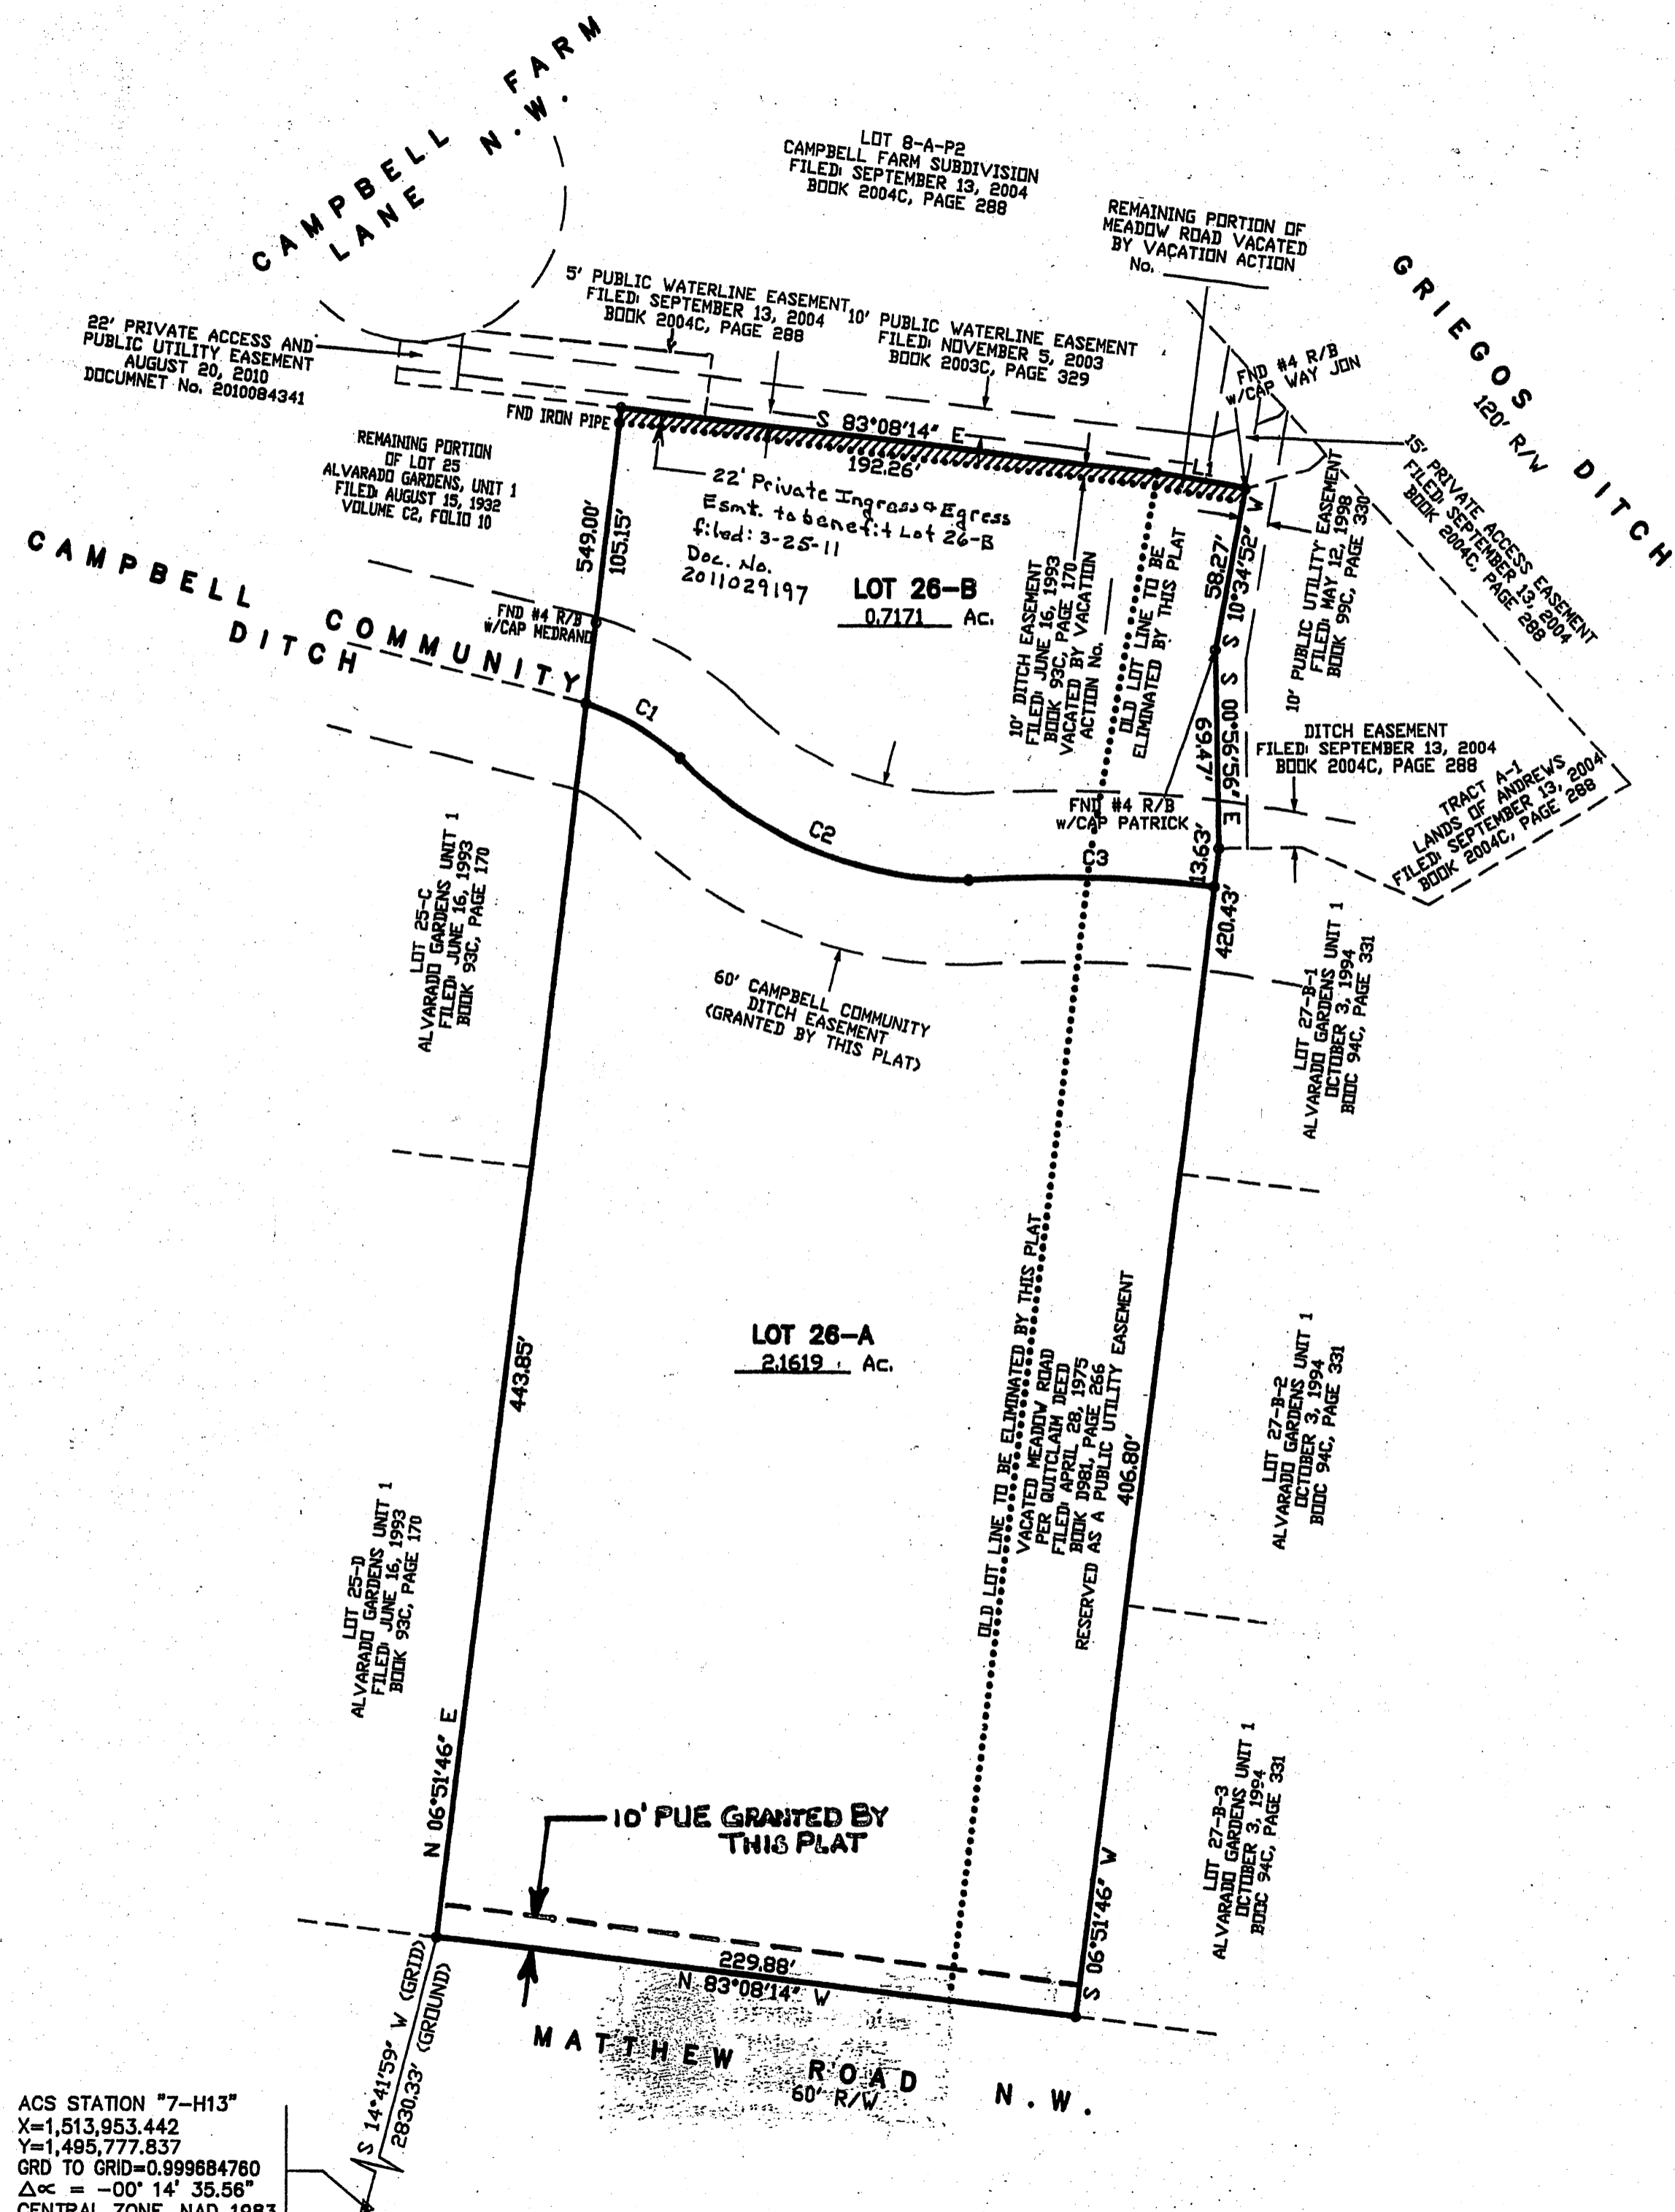 CAMPBELL FARM
LANE N.W.
LOT 8-A-P2
CAMPBELL FARM SUBDIVISION
FILED: SEPTEMBER 13, 2004
BOOK 2004C, PAGE 288
REMAINING PORTION OF
MEADOW ROAD VACATED
BY VACATION ACTION
No.
GRIEGOS DITCH
120' R/W
5' PUBLIC WATERLINE EASEMENT
FILED: SEPTEMBER 13, 2004
BOOK 2004C, PAGE 288
10' PUBLIC WATERLINE EASEMENT
FILED: NOVEMBER 5, 2003
BOOK 2003C, PAGE 329
22' PRIVATE ACCESS AND
PUBLIC UTILITY EASEMENT
AUGUST 20, 2010
DOCUMNET No. 2010084341
FND #4 R/B
w/CAP WAY JON
FND IRON PIPE
S 83°08'14" E
192.26'
L1
15' PRIVATE ACCESS EASEMENT
FILED: SEPTEMBER 13, 2004
BOOK 2004C, PAGE 288
REMAINING PORTION
OF LOT 25
ALVARADO GARDENS, UNIT 1
FILED: AUGUST 15, 1932
VOLUME C2, FOLIO 10
22' Private Ingress & Egress
Esmt. to benefit Lot 26-B
filed: 3-25-11
Doc. No.
2011029197
549.00'
105.15'
LOT 26-B
0.7171 Ac.
10' DITCH EASEMENT
FILED: JUNE 16, 1993
BOOK 93C, PAGE 170
VACATED BY VACATION
ACTION No.
OLD LOT LINE TO BE
ELIMINATED BY THIS PLAT
58.27'
S 10°34'52" W
10' PUBLIC UTILITY EASEMENT
FILED: MAY 12, 1998
BOOK 99C, PAGE 330
CAMPBELL COMMUNITY
DITCH
FND #4 R/B
w/CAP MEDRANO
C1
C2
C3
69.47'
S 00°56'56" E
DITCH EASEMENT
FILED: SEPTEMBER 13, 2004
BOOK 2004C, PAGE 288
FND #4 R/B
w/CAP PATRICK
TRACT A-1
LANDS OF ANDREWS
FILED: SEPTEMBER 13, 2004
BOOK 2004C, PAGE 288
13.63'
420.43'
LOT 25-C
ALVARADO GARDENS UNIT 1
FILED: JUNE 16, 1993
BOOK 93C, PAGE 170
60' CAMPBELL COMMUNITY
DITCH EASEMENT
(GRANTED BY THIS PLAT)
LOT 27-B-1
ALVARADO GARDENS UNIT 1
OCTOBER 3, 1994
BOOC 94C, PAGE 331
LOT 26-A
2.1619 Ac.
443.85'
OLD LOT LINE TO BE ELIMINATED BY THIS PLAT
VACATED MEADOW ROAD
PER QUITCLAIM DEED
FILED: APRIL 28, 1975
BOOK D981, PAGE 266
RESERVED AS A PUBLIC UTILITY EASEMENT
406.80'
LOT 27-B-2
ALVARADO GARDENS UNIT 1
OCTOBER 3, 1994
BOOC 94C, PAGE 331
LOT 25-D
ALVARADO GARDENS UNIT 1
FILED: JUNE 16, 1993
BOOK 93C, PAGE 170
N 06°51'46" E
10' PUE GRANTED BY
THIS PLAT
S 06°51'46" W
LOT 27-B-3
ALVARADO GARDENS UNIT 1
OCTOBER 3, 1994
BOOC 94C, PAGE 331
229.88'
N 83°08'14" W
MATTHEW ROAD N.W.
60' R/W
S 14°41'59" W (GRID)
2830.33' (GROUND)
ACS STATION "7-H13"
X=1,513,953.442
Y=1,495,777.837
GRD TO GRID=0.999684760
Δ∝ = -00° 14' 35.56"
CENTRAL ZONE, NAD 1983